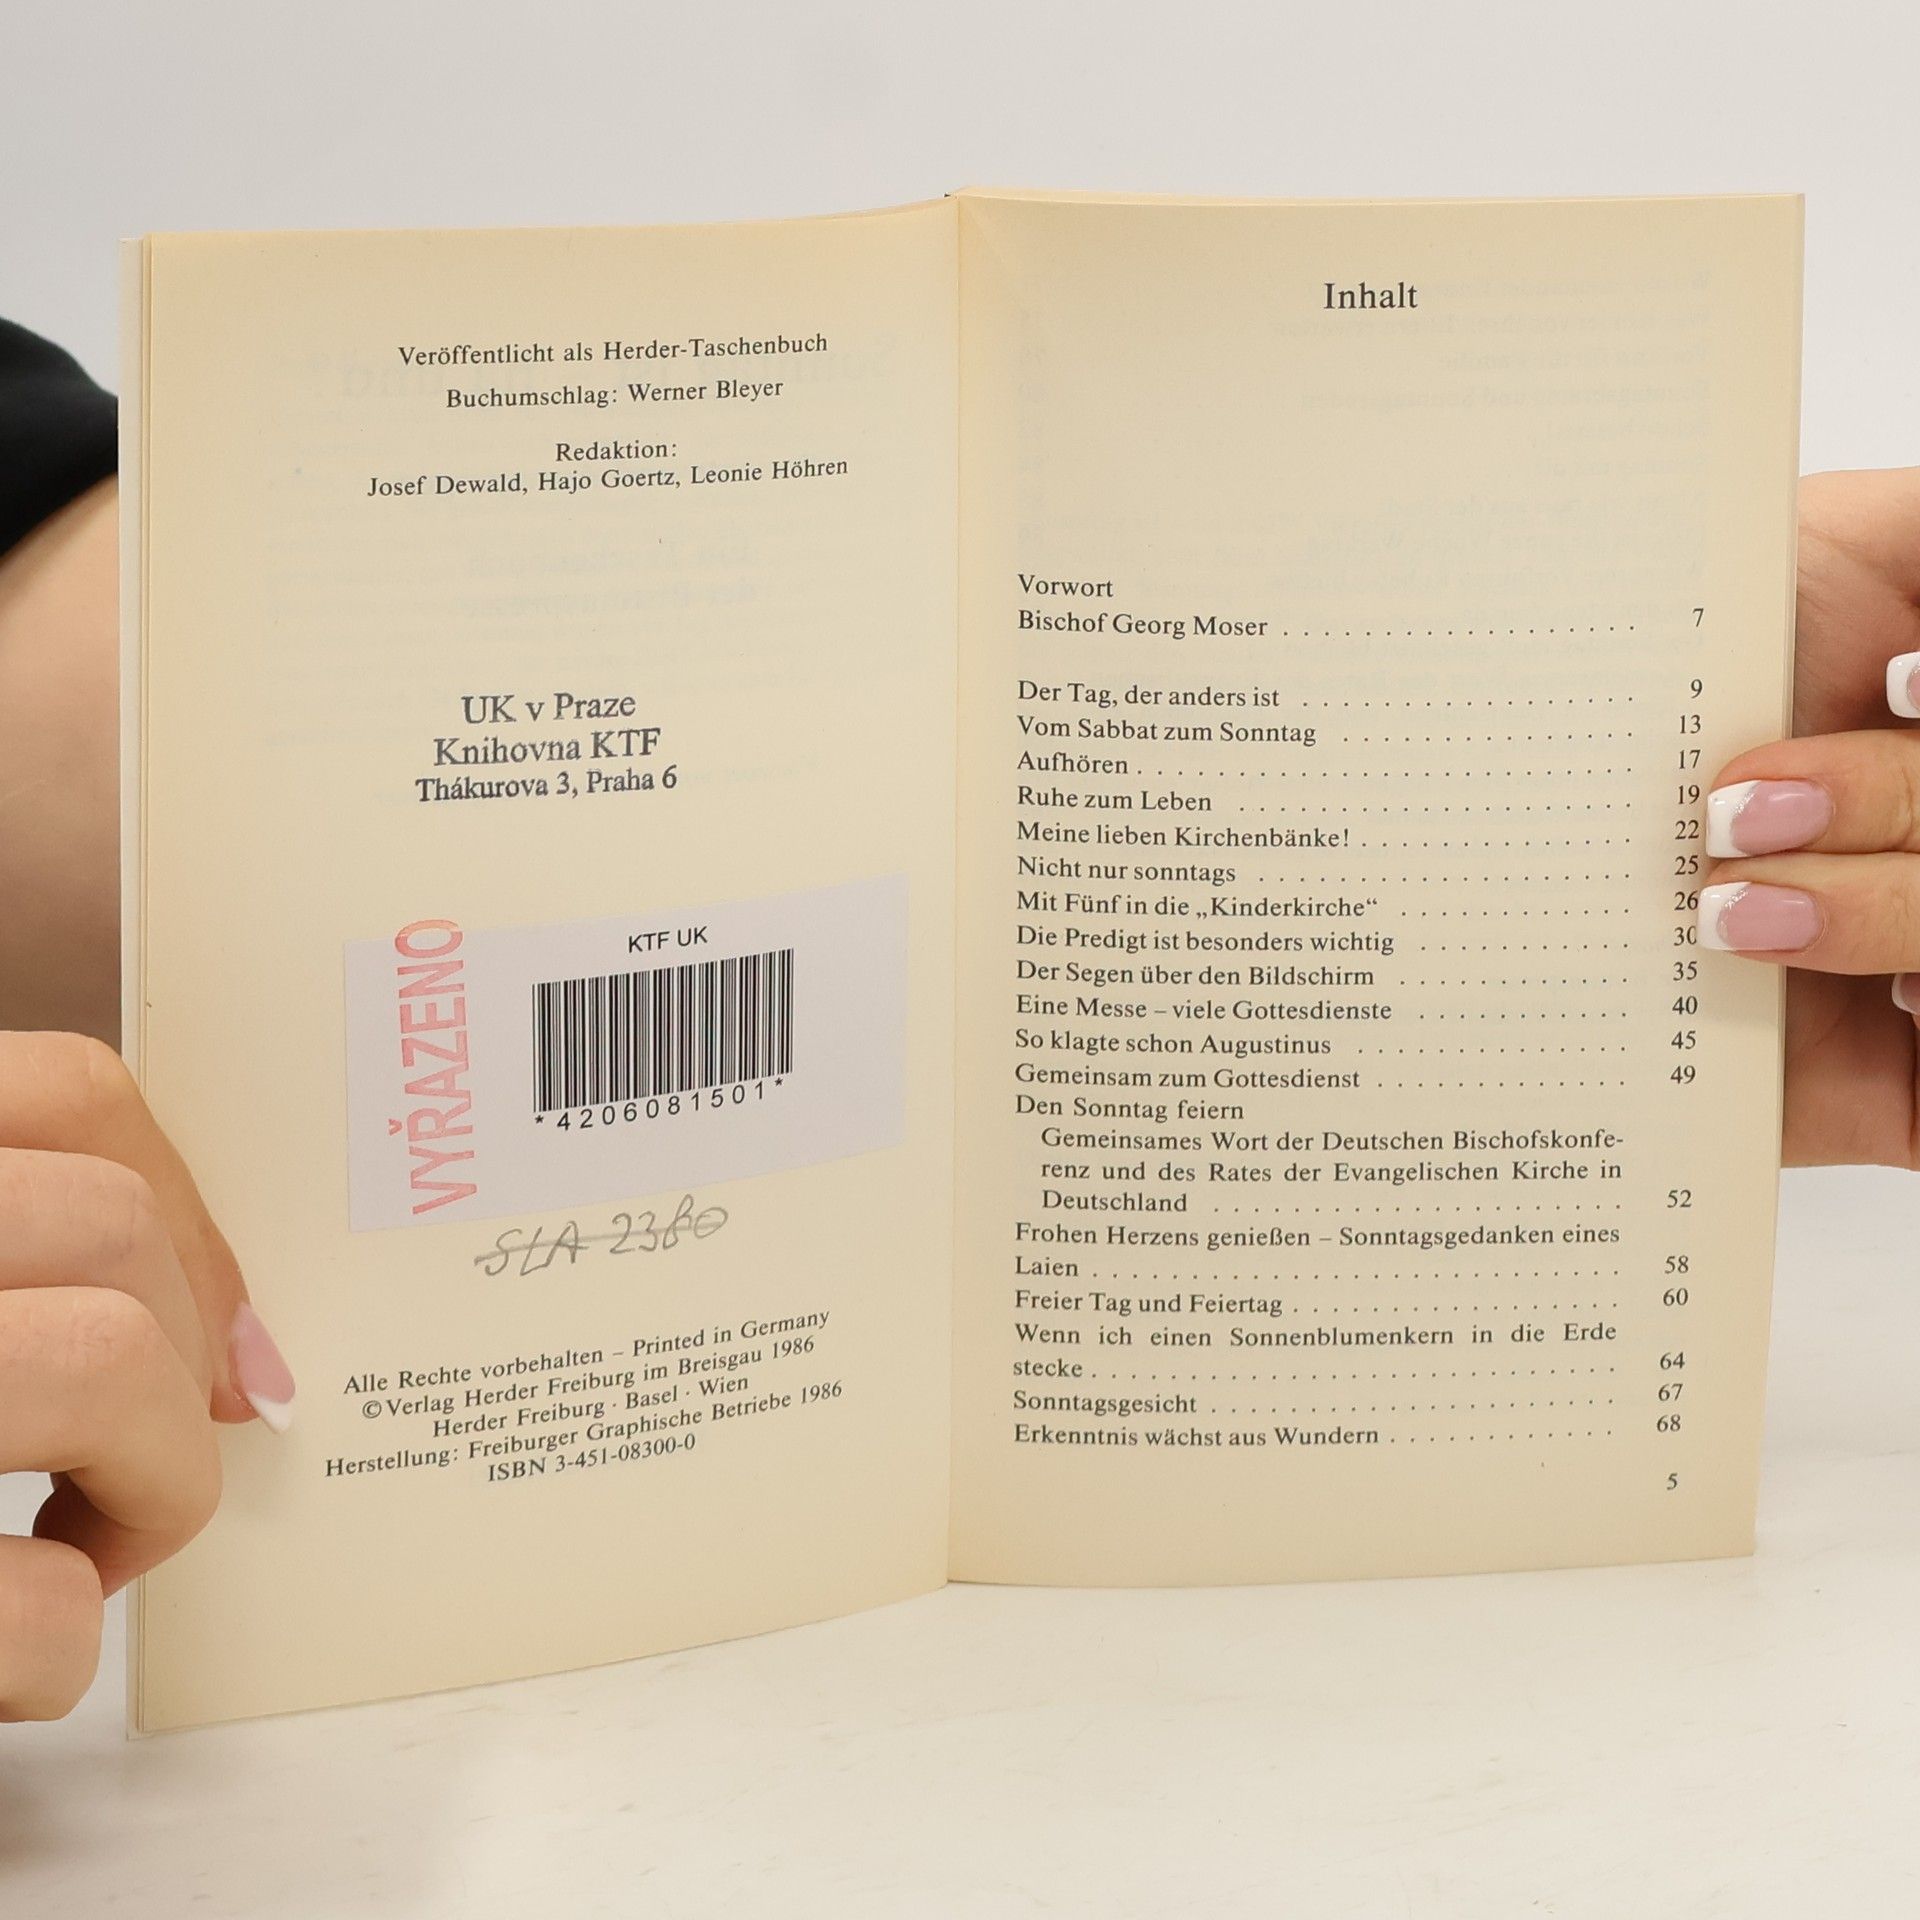 Veröffentlicht als Herder-Taschenbuch
Buchumschlag: Werner Bleyer
Redaktion:
Josef Dewald, Hajo Goertz, Leonie Höhren
UK v Praze
Knihovna KTF
Thákurova 3, Praha 6
VYŘAZENO
KTF UK
*4206081501*
SLA 2380
Alle Rechte vorbehalten – Printed in Germany
© Verlag Herder Freiburg im Breisgau 1986
Herder Freiburg · Basel · Wien
Herstellung: Freiburger Graphische Betriebe 1986
ISBN 3-451-08300-0
Inhalt
Vorwort
Bischof Georg Moser . . . . . . . . . . . . . . . . . . 7
Der Tag, der anders ist . . . . . . . . . . . . . . . . . 9
Vom Sabbat zum Sonntag . . . . . . . . . . . . . . . 13
Aufhören . . . . . . . . . . . . . . . . . . . . . . . . . 17
Ruhe zum Leben . . . . . . . . . . . . . . . . . . . . 19
Meine lieben Kirchenbänke! . . . . . . . . . . . . . . 22
Nicht nur sonntags . . . . . . . . . . . . . . . . . . . 25
Mit Fünf in die „Kinderkirche“ . . . . . . . . . . . . 26
Die Predigt ist besonders wichtig . . . . . . . . . . . 30
Der Segen über den Bildschirm . . . . . . . . . . . . 35
Eine Messe – viele Gottesdienste . . . . . . . . . . . 40
So klagte schon Augustinus . . . . . . . . . . . . . . 45
Gemeinsam zum Gottesdienst . . . . . . . . . . . . . 49
Den Sonntag feiern
Gemeinsames Wort der Deutschen Bischofskonfe-
renz und des Rates der Evangelischen Kirche in
Deutschland . . . . . . . . . . . . . . . . . . . . . 52
Frohen Herzens genießen – Sonntagsgedanken eines
Laien . . . . . . . . . . . . . . . . . . . . . . . . . . . 58
Freier Tag und Feiertag . . . . . . . . . . . . . . . . . 60
Wenn ich einen Sonnenblumenkern in die Erde
stecke . . . . . . . . . . . . . . . . . . . . . . . . . . . 64
Sonntagsgesicht . . . . . . . . . . . . . . . . . . . . . 67
Erkenntnis wächst aus Wundern . . . . . . . . . . . . 68
5